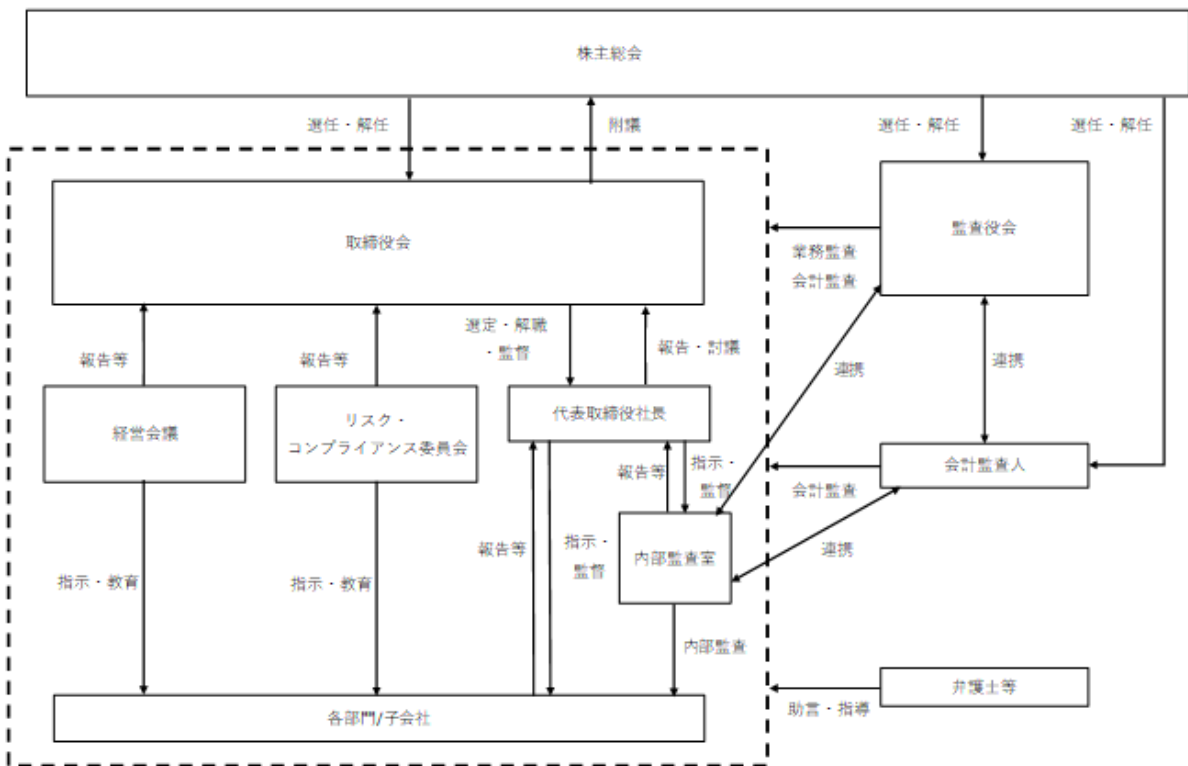 株主総会
選任・解任
附議
選任・解任
選任・解任
取締役会
監査役会
業務監査
会計監査
選定・解職
・監督
報告・討議
報告等
報告等
連携
連携
経営会議
リスク・
コンプライアンス委員会
代表取締役社長
会計監査人
報告等
指示・
監督
会計監査
内部監査室
連携
報告等
指示・
監督
指示・教育
指示・教育
内部監査
各部門/子会社
弁護士等
助言・指導